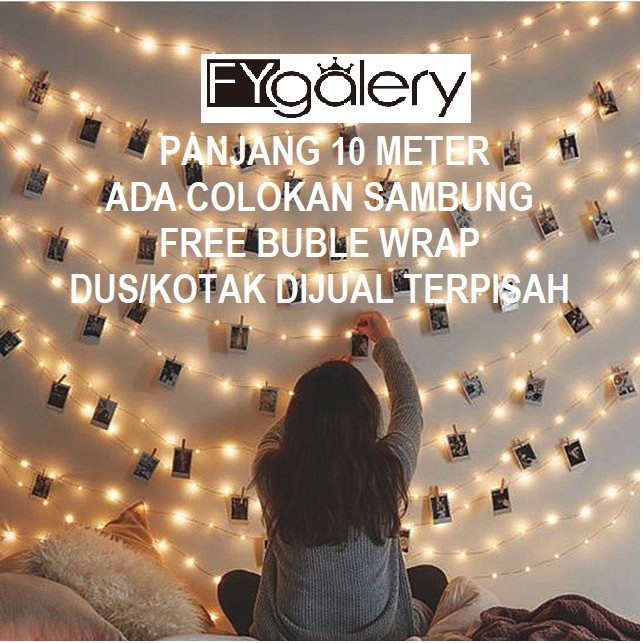 FYgalery
PANJANG 10 METER
ADA COLOKAN SAMBUNG
FREE BUBLE WRAP
DUS/KOTAK DIJUAL TERPISAH